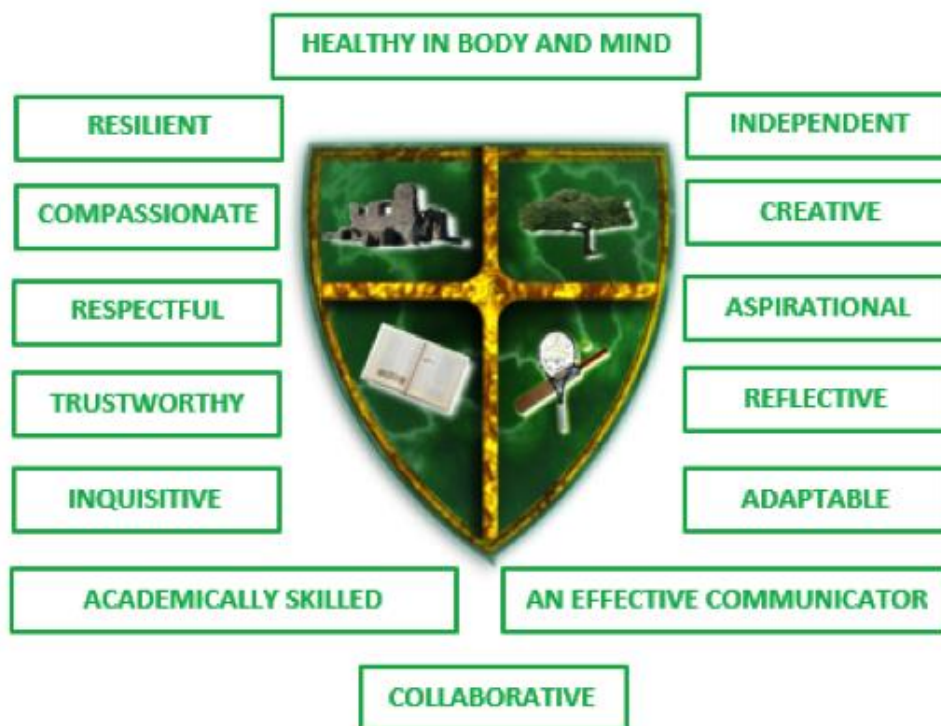 HEALTHY IN BODY AND MIND
RESILIENT
INDEPENDENT
COMPASSIONATE
CREATIVE
RESPECTFUL
ASPIRATIONAL
TRUSTWORTHY
REFLECTIVE
INQUISITIVE
ADAPTABLE
ACADEMICALLY SKILLED
AN EFFECTIVE COMMUNICATOR
COLLABORATIVE